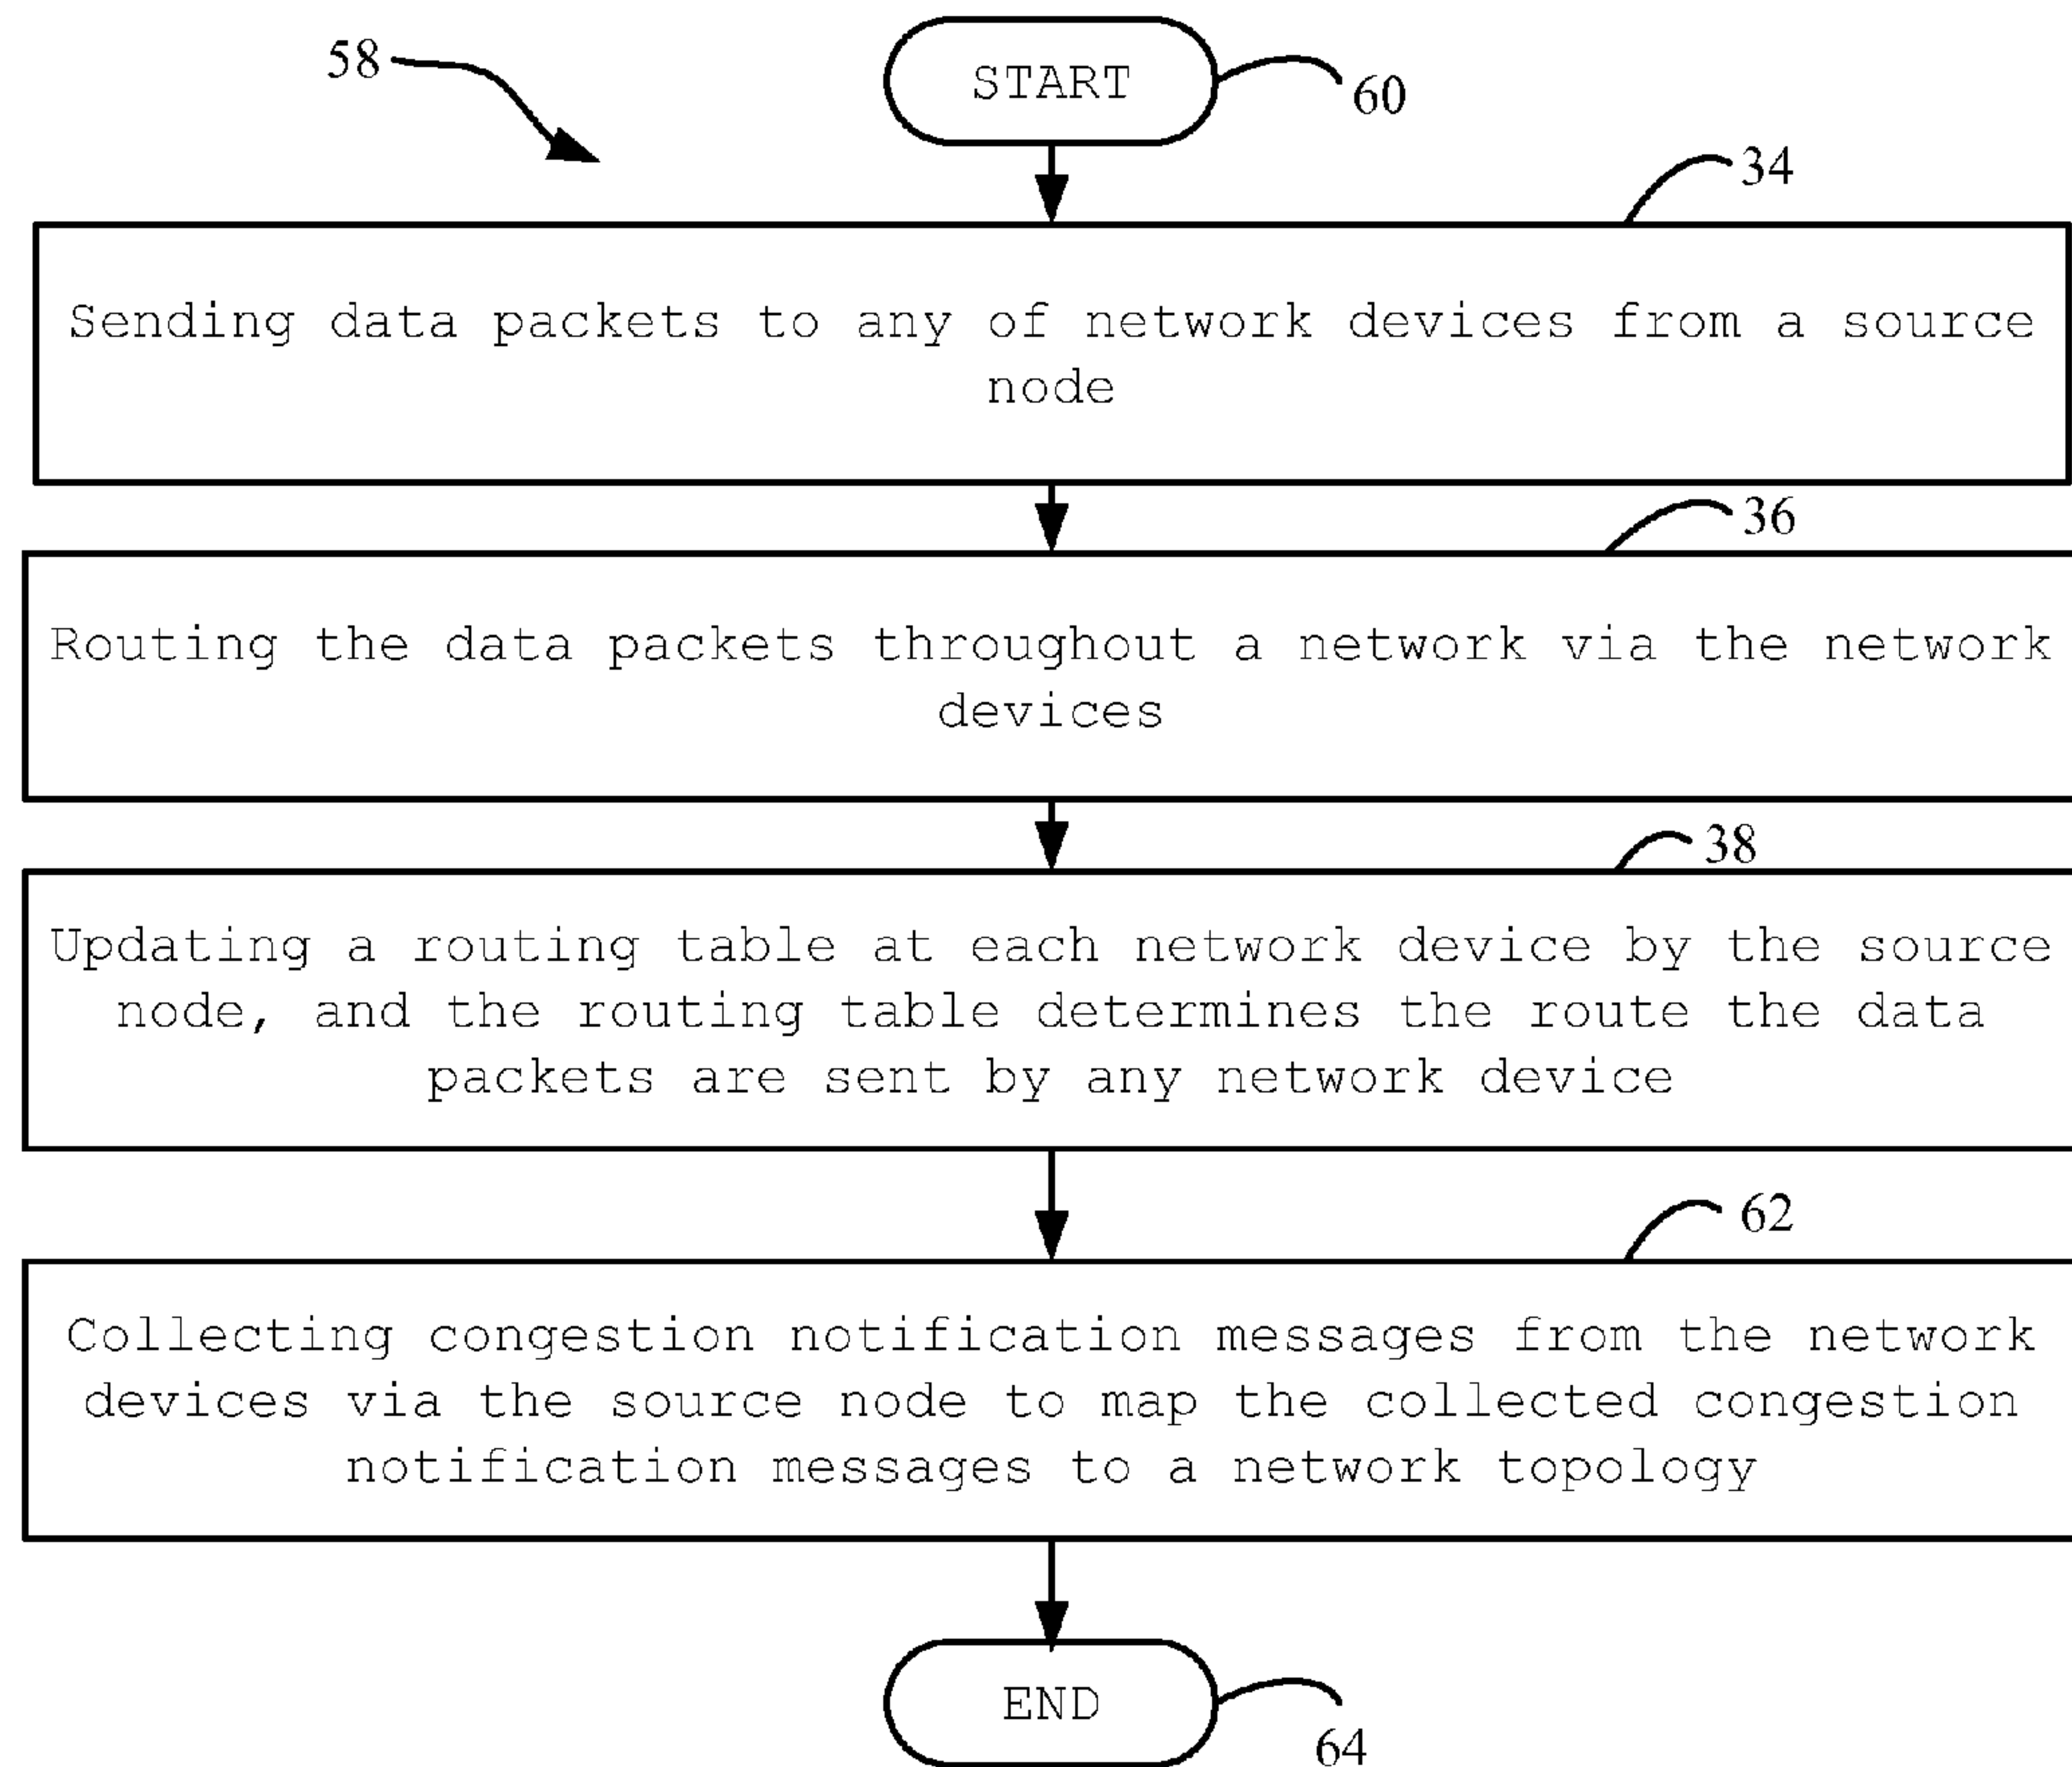 58
START
60
34
Sending data packets to any of network devices from a source
node
36
Routing the data packets throughout a network via the network
devices
38
Updating a routing table at each network device by the source
node, and the routing table determines the route the data
packets are sent by any network device
62
Collecting congestion notification messages from the network
devices via the source node to map the collected congestion
notification messages to a network topology
END
64